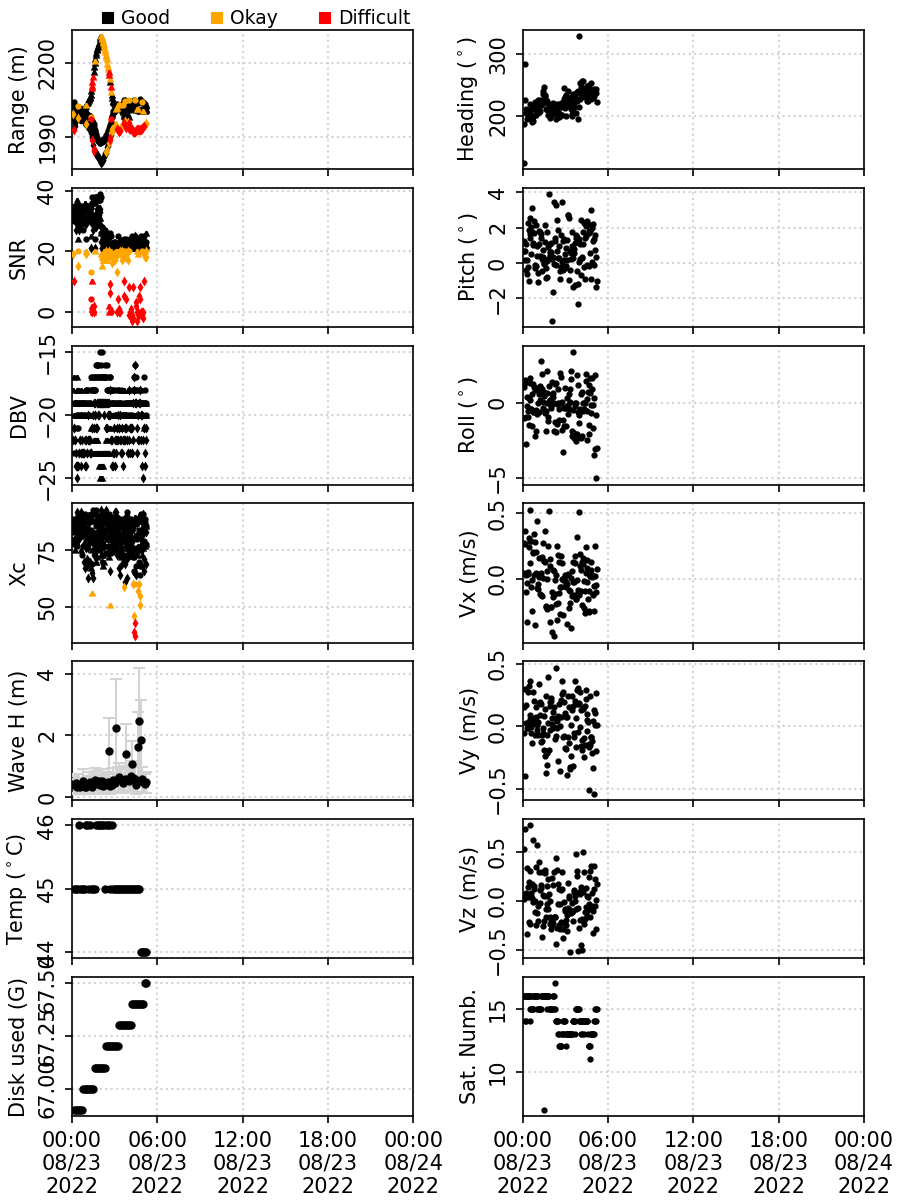 Good Okay Difficult
Range (m)
2200
1990
Heading (°)
300
200
SNR
40
20
0
Pitch (°)
4
2
0
−2
DBV
−15
−20
−25
Roll (°)
0
−5
Xc
75
50
Vx (m/s)
0.5
0.0
Wave H (m)
4
2
0
Vy (m/s)
0.5
0.0
−0.5
Temp (°C)
46
45
44
Vz (m/s)
0.5
0.0
−0.5
Disk used (G)
67.50
67.25
67.00
Sat. Numb.
15
10
00:00 06:00 12:00 18:00 00:00
08/23 08/23 08/23 08/23 08/24
2022 2022 2022 2022 2022
00:00 06:00 12:00 18:00 00:00
08/23 08/23 08/23 08/23 08/24
2022 2022 2022 2022 2022